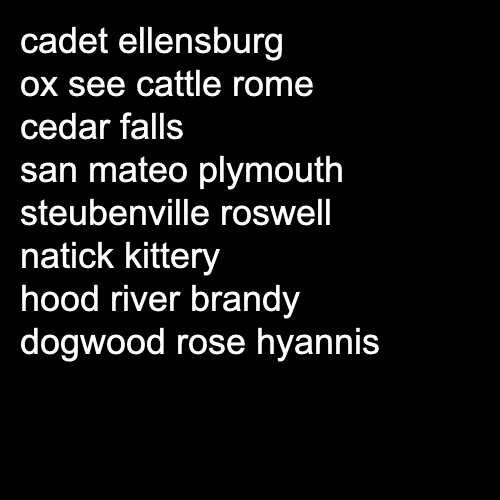 cadet ellensburg
ox see cattle rome
cedar falls
san mateo plymouth
steubenville roswell
natick kittery
hood river brandy
dogwood rose hyannis